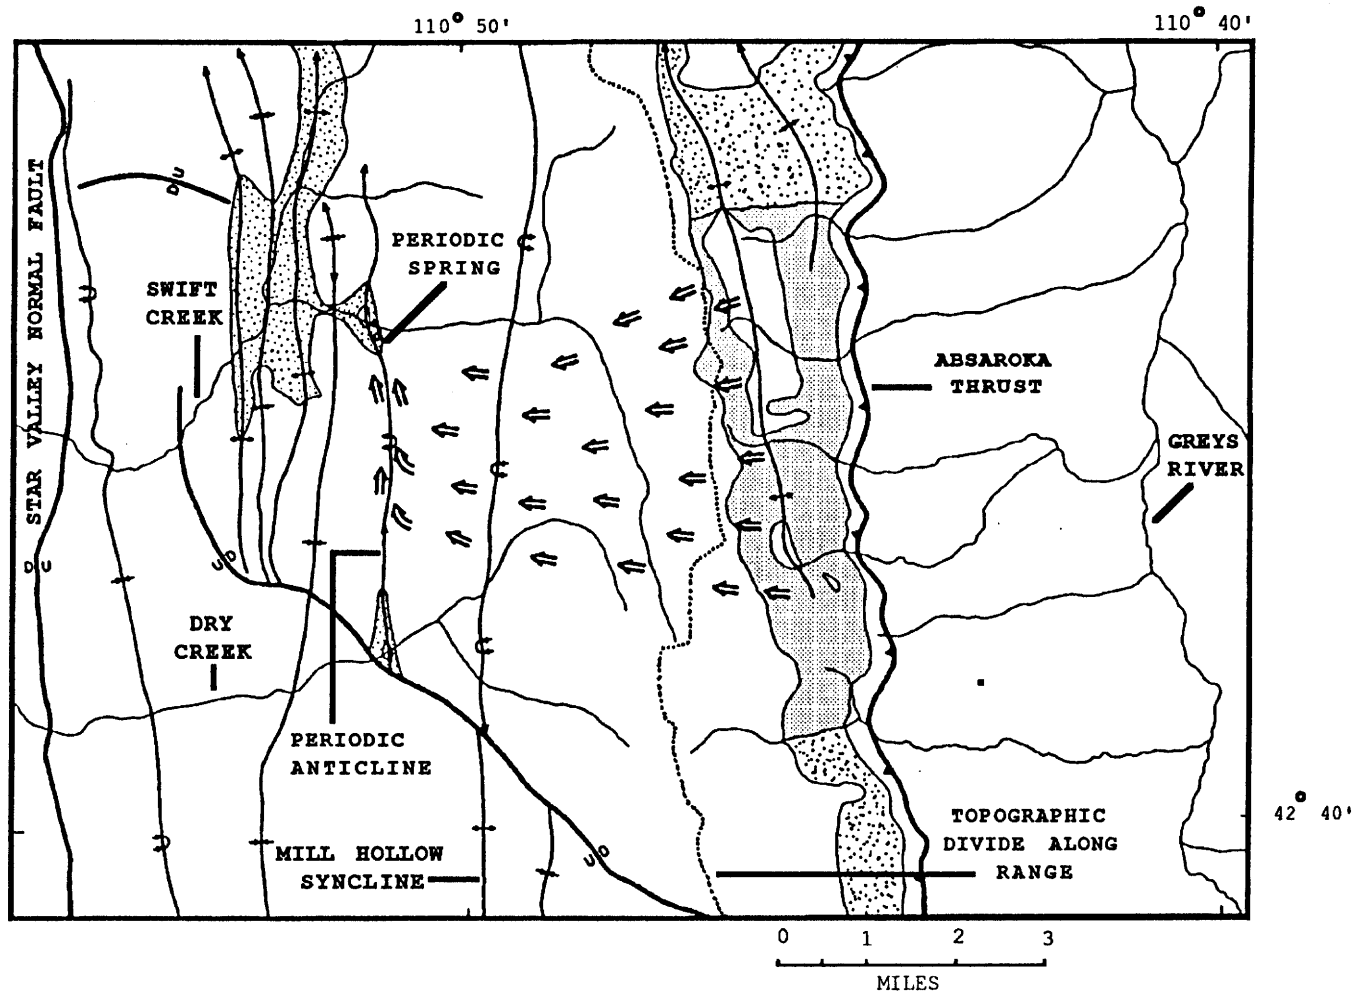 110° 50'
110° 40'
STAR VALLEY NORMAL FAULT
D U
PERIODIC
SPRING
SWIFT
CREEK
ABSAROKA
THRUST
GREYS
RIVER
D U
U D
DRY
CREEK
PERIODIC
ANTICLINE
42° 40'
TOPOGRAPHIC
DIVIDE ALONG
RANGE
MILL HOLLOW
SYNCLINE
U D
0 1 2 3
MILES